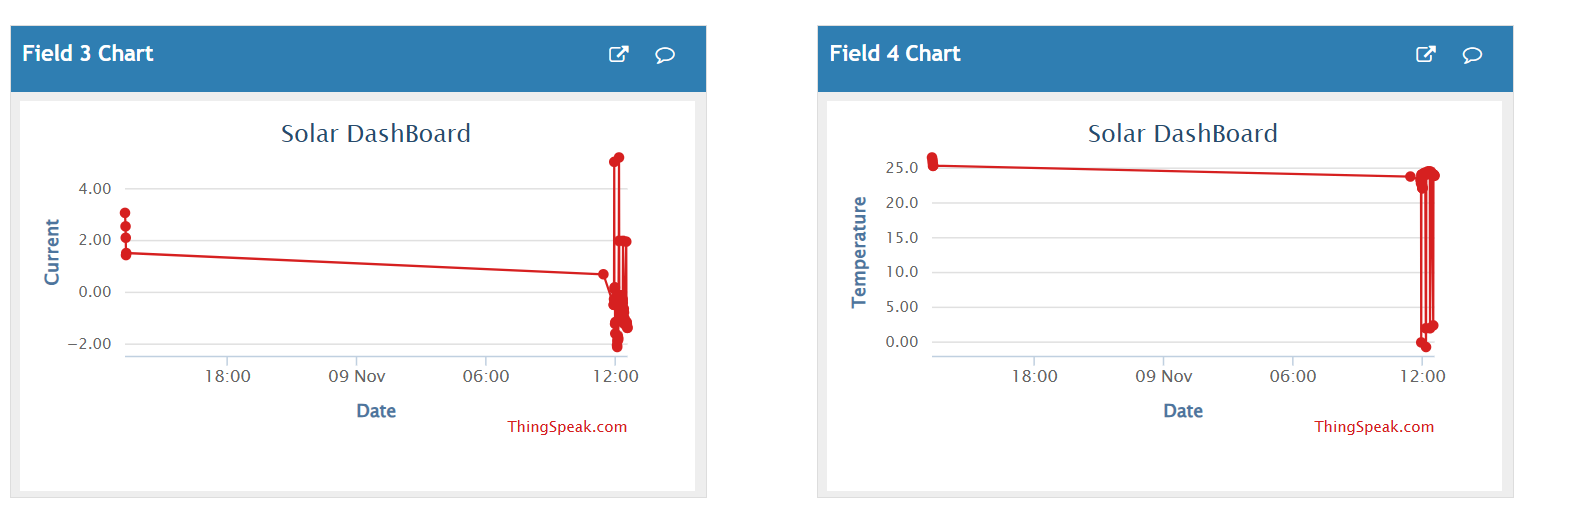 Field 3 Chart
Solar DashBoard
Current
4.00
2.00
0.00
−2.00
18:00
09 Nov
06:00
12:00
Date
ThingSpeak.com
Field 4 Chart
Solar DashBoard
Temperature
25.0
20.0
15.0
10.0
5.00
0.00
18:00
09 Nov
06:00
12:00
Date
ThingSpeak.com